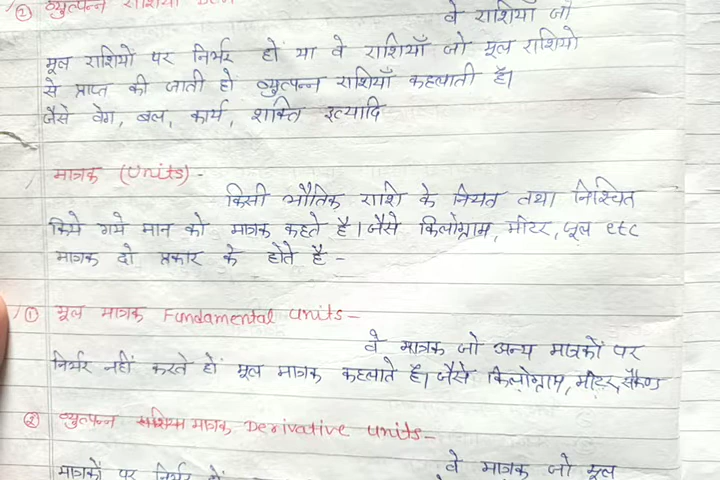 ② व्युत्पन्न राशियाँ
वे राशियाँ जो
मूल राशियों पर निर्भर हों या वे राशियाँ जो मूल राशियो
से प्राप्त की जाती हो व्युत्पन्न राशियाँ कहलाती हैं।
जैसे वेग, बल, कार्य, शक्ति इत्यादि
मात्रक (Units) -
किसी भौतिक राशि के नियत तथा निश्चित
किये गये मान को मात्रक कहते है। जैसे किलोग्राम, मीटर, जूल etc
मात्रक दो प्रकार के होते है -
① मूल मात्रक Fundamental units -
वे मात्रक जो अन्य मात्रकों पर
निर्भर नहीं करते हों मूल मात्रक कहलाते हैं। जैसे किलोग्राम, मीटर, सैकण्ड
② व्युत्पन्न मात्रक Derivative units -
वे मात्रक जो मूल
मात्रकों पर निर्भर